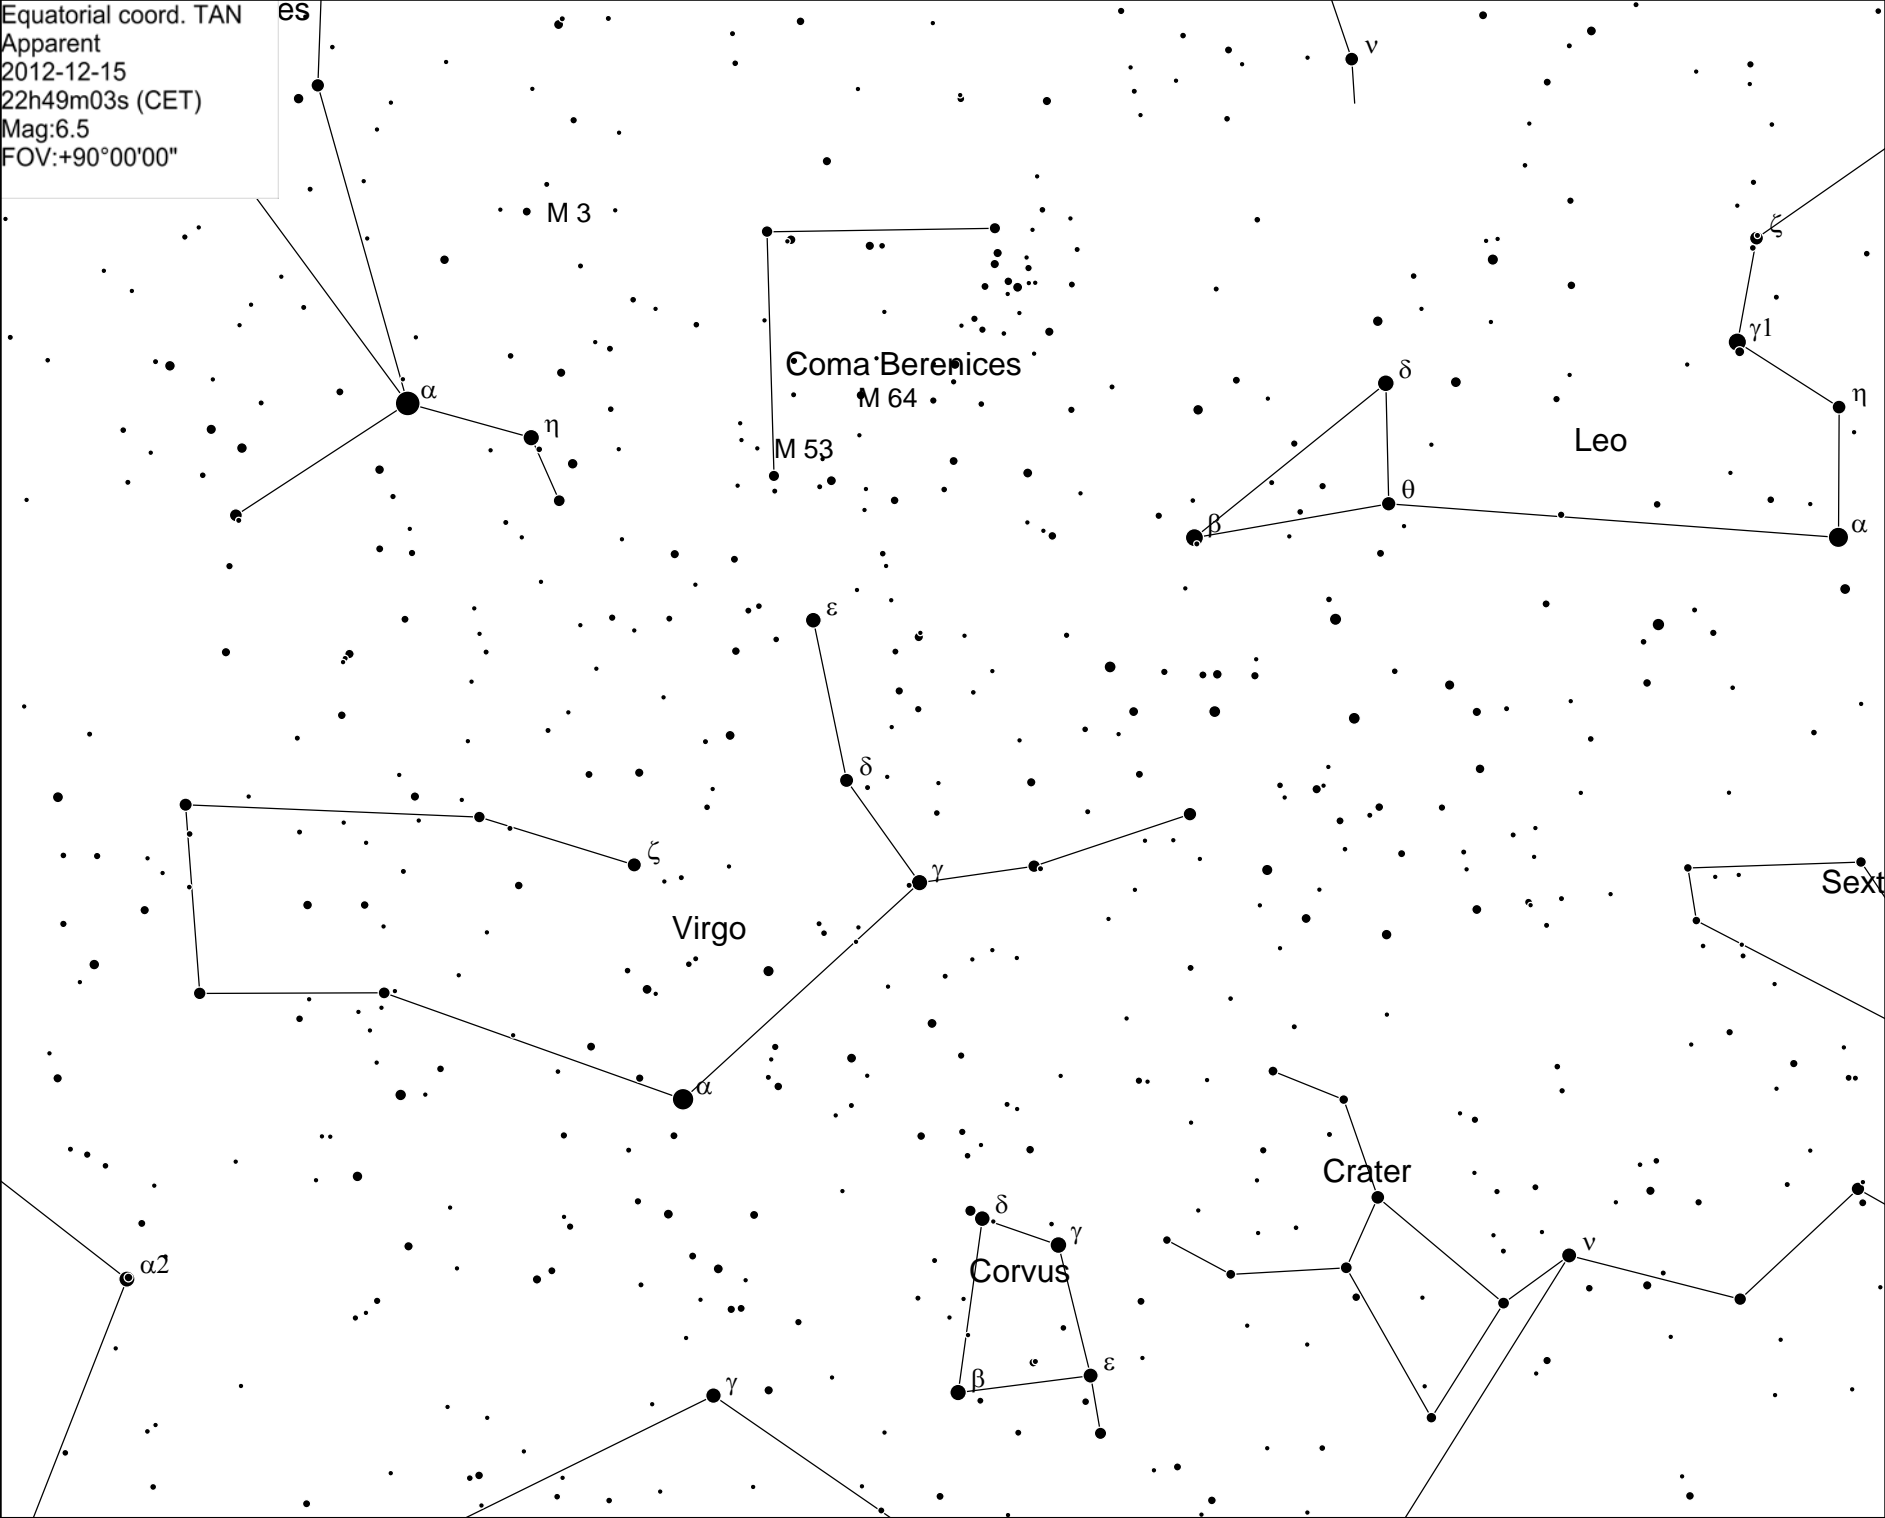 Equatorial coord. TAN
Apparent
2012-12-15
22h49m03s (CET)
Mag:6.5
FOV:+90°00'00"
es
ν
M 3
ζ
γ1
Coma Berenices
M 64
δ
η
α
η
Leo
M 53
θ
β
α
ε
δ
ζ
γ
Sext
Virgo
α
Crater
δ
γ
ν
α2
Corvus
ε
β
γ